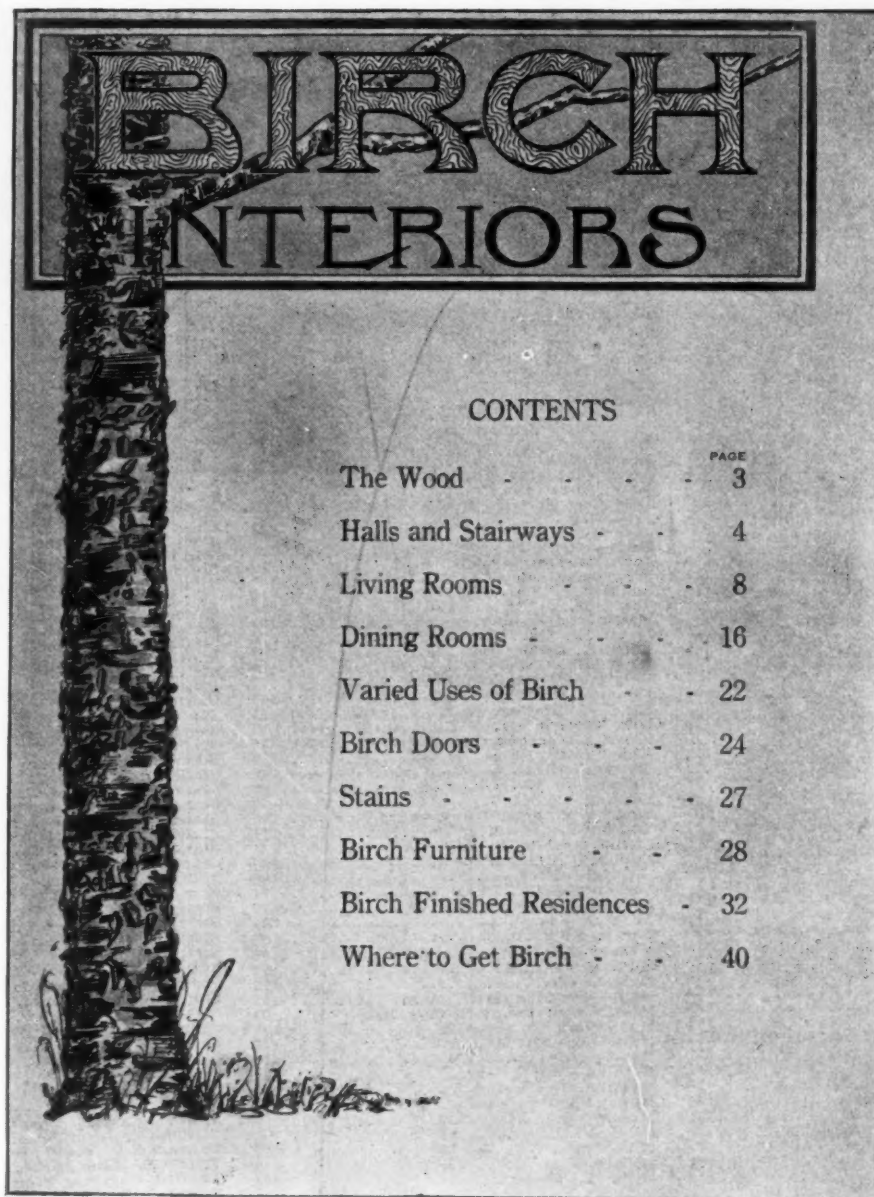 BIRCH
INTERIORS
CONTENTS
PAGE
The Wood - - - - 3
Halls and Stairways - - 4
Living Rooms - - - 8
Dining Rooms - - - 16
Varied Uses of Birch - - 22
Birch Doors - - - 24
Stains - - - - - 27
Birch Furniture - - 28
Birch Finished Residences - 32
Where to Get Birch - - 40